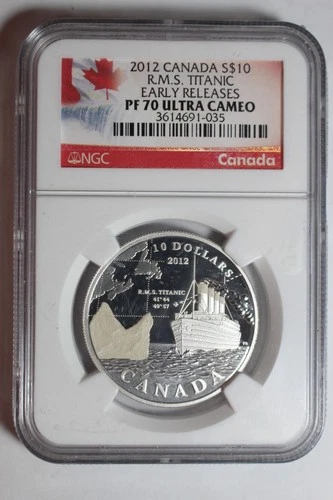 2012 CANADA S$10
R.M.S. TITANIC
EARLY RELEASES
PF 70 ULTRA CAMEO
3614691-035
NGC
Canada
10 DOLLARS
2012
R.M.S. TITANIC
41°44
49°57
CANADA